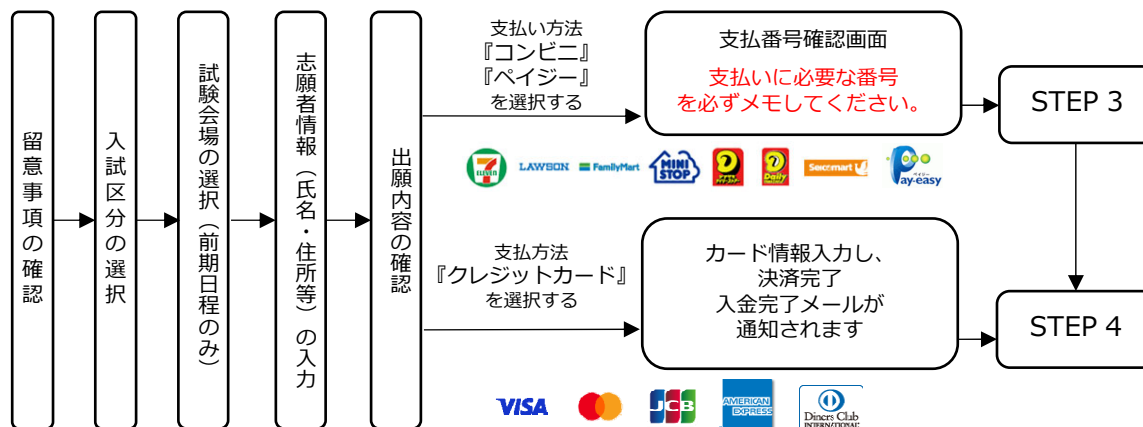 留意事項の確認
入試区分の選択
試験会場の選択（前期日程のみ）
志願者情報（氏名・住所等）の入力
出願内容の確認
支払い方法
『コンビニ』
『ペイジー』
を選択する
支払番号確認画面
支払いに必要な番号
を必ずメモしてください。
STEP 3
7
ELEVEN
LAWSON
FamilyMart
MINI
STOP
Daily
Seicomart
ペイジー
Pay-easy
支払方法
『クレジットカード』
を選択する
カード情報入力し、
決済完了
入金完了メールが
通知されます
STEP 4
VISA
JCB
AMERICAN
EXPRESS
Diners Club
INTERNATIONAL